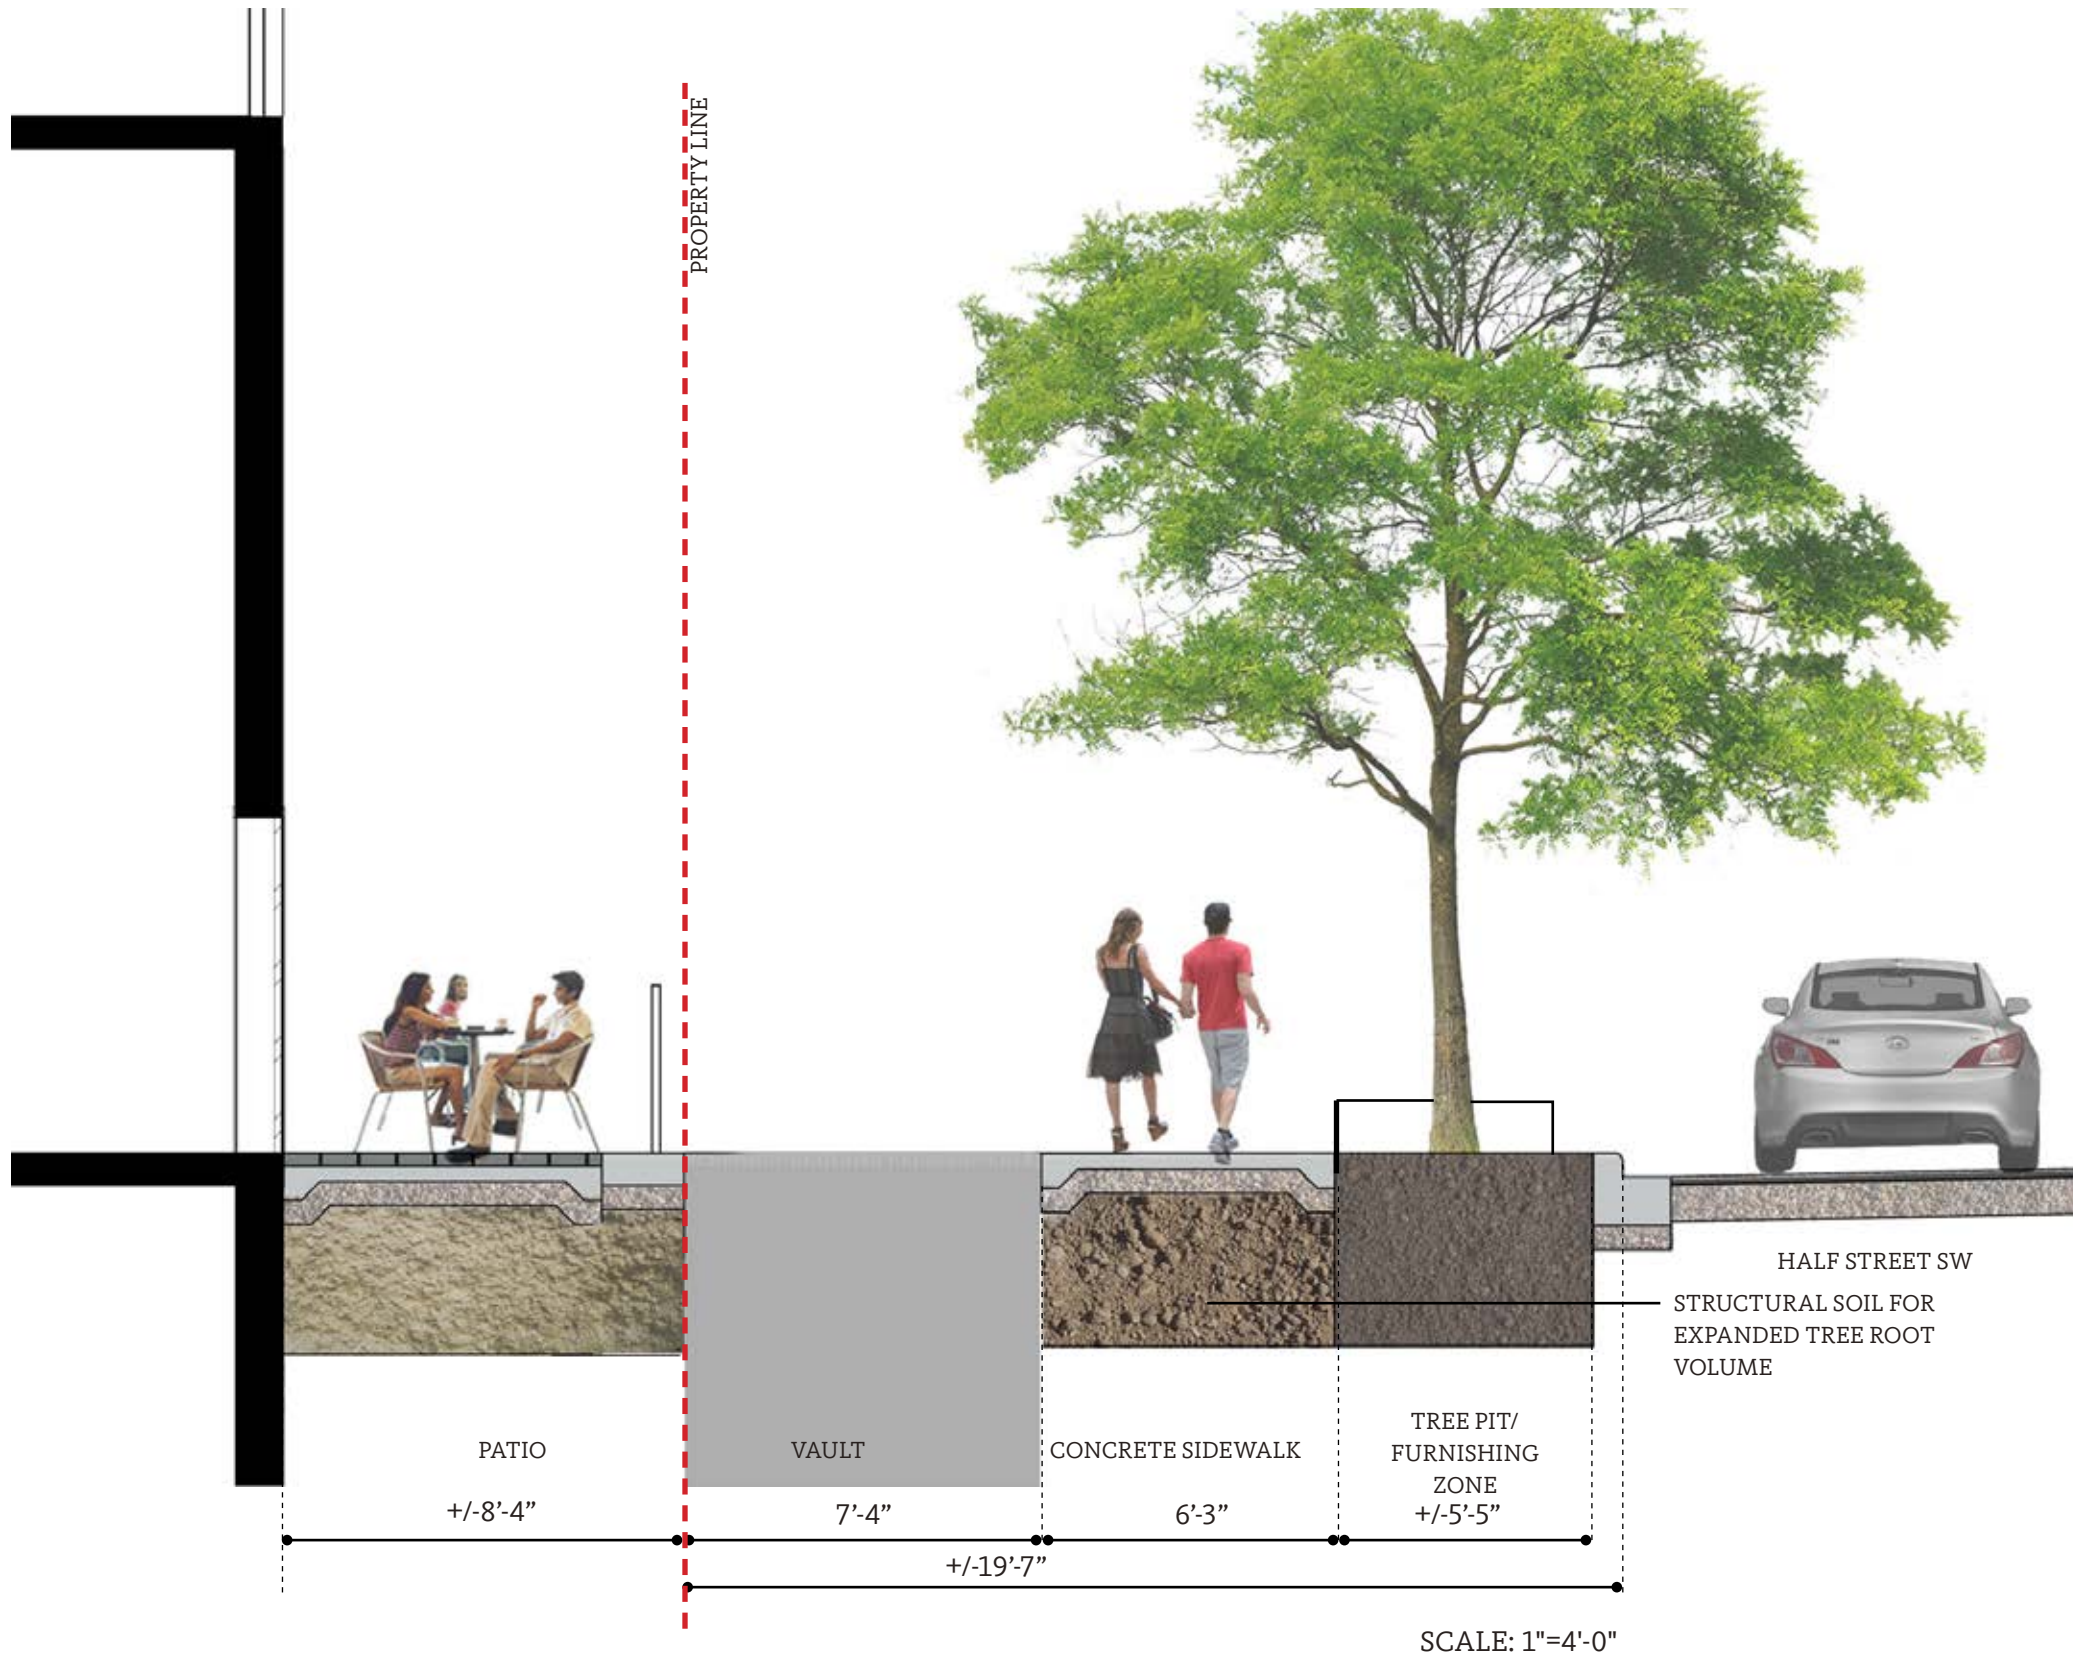 PROPERTY LINE
HALF STREET SW
STRUCTURAL SOIL FOR
EXPANDED TREE ROOT
VOLUME
PATIO
VAULT
CONCRETE SIDEWALK
TREE PIT/
FURNISHING
ZONE
+/-8’-4”
7’-4”
6’-3”
+/-5’-5”
+/-19’-7”
SCALE: 1"=4'-0"